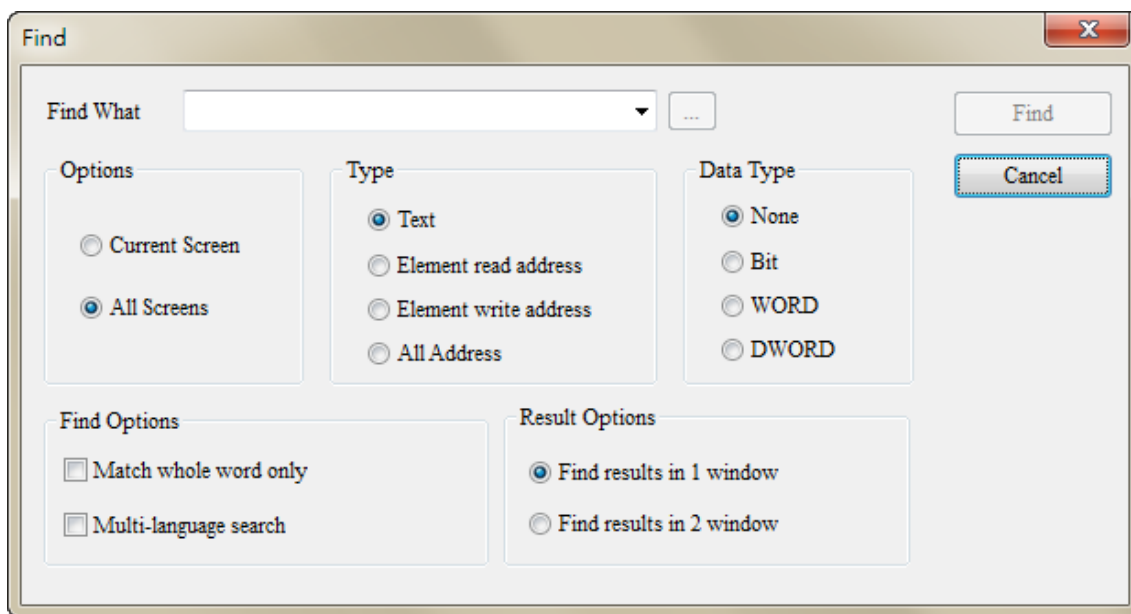 Find
Find What
...
Find
Cancel
Options
Current Screen
All Screens
Type
Text
Element read address
Element write address
All Address
Data Type
None
Bit
WORD
DWORD
Find Options
Match whole word only
Multi-language search
Result Options
Find results in 1 window
Find results in 2 window